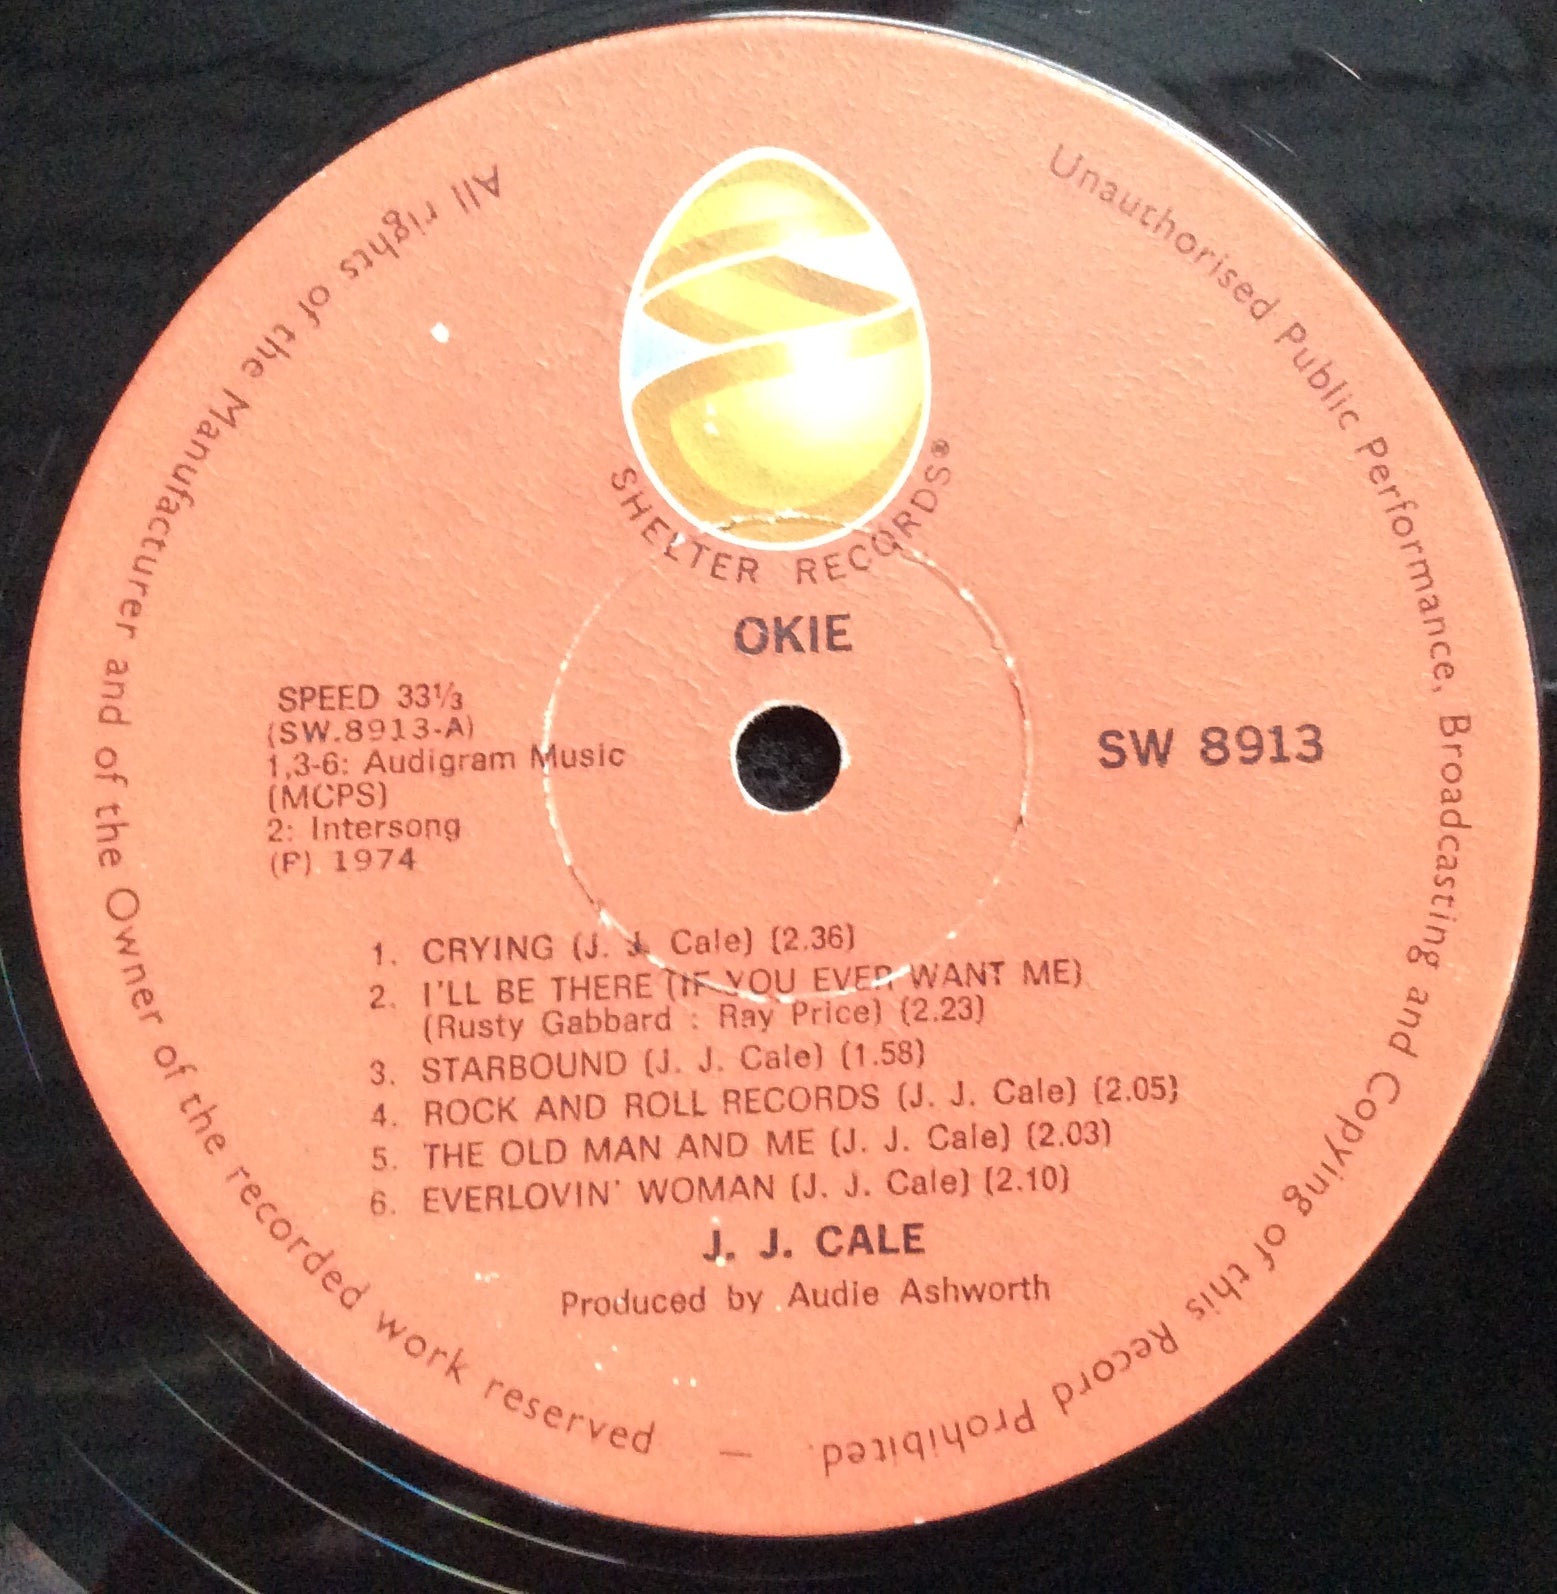 All rights of the Manufacturer and of the Owner of the recorded work reserved – Unauthorised Public Performance, Broadcasting and Copying of this Record Prohibited.
SHELTER RECORDS®
OKIE
SPEED 33⅓
(SW.8913-A)
1,3-6: Audigram Music
(MCPS)
2: Intersong
(P) 1974
SW 8913
1. CRYING (J. J. Cale) (2.36)
2. I'LL BE THERE (IF YOU EVER WANT ME)
(Rusty Gabbard : Ray Price) (2.23)
3. STARBOUND (J. J. Cale) (1.58)
4. ROCK AND ROLL RECORDS (J. J. Cale) (2.05)
5. THE OLD MAN AND ME (J. J. Cale) (2.03)
6. EVERLOVIN' WOMAN (J. J. Cale) (2.10)
J. J. CALE
Produced by Audie Ashworth